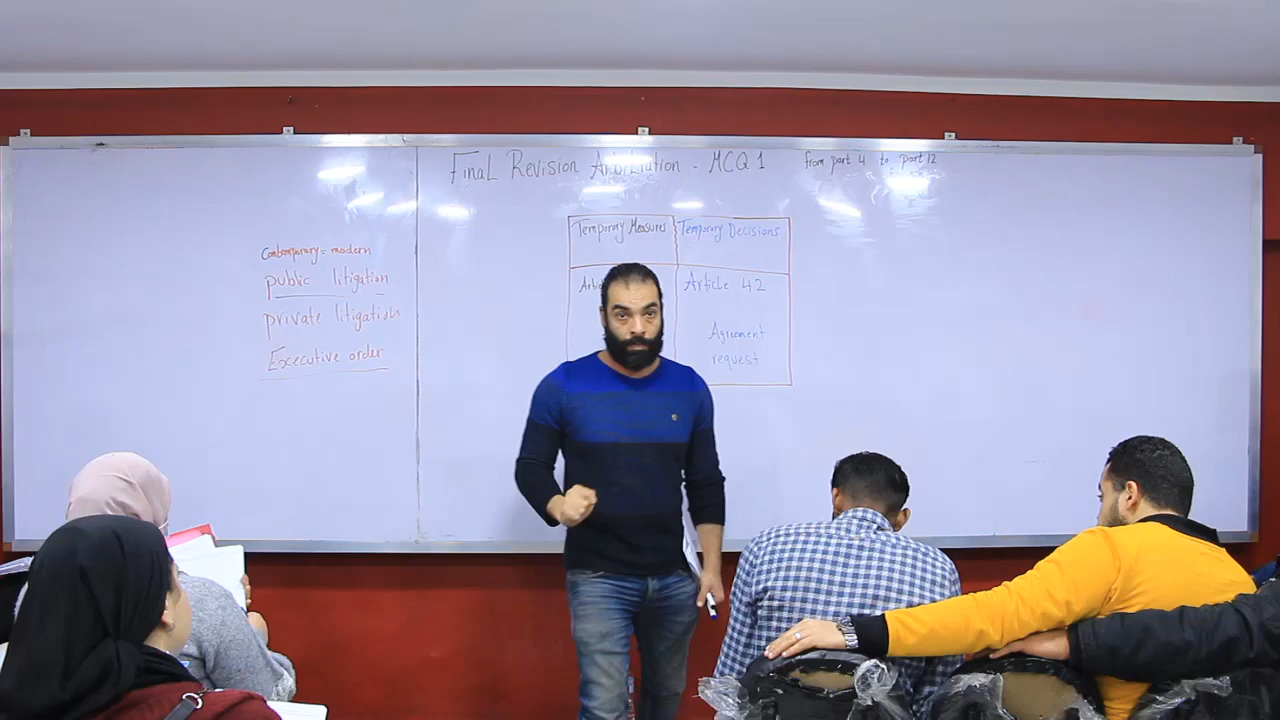 Final Revision Arbitration - MCQ 1 from part 4 to part 12
Contemporary = modern
public litigation
private litigation
Excecutive order
Temporary Measures Temporary Decisions
Article 42
Agreement
request